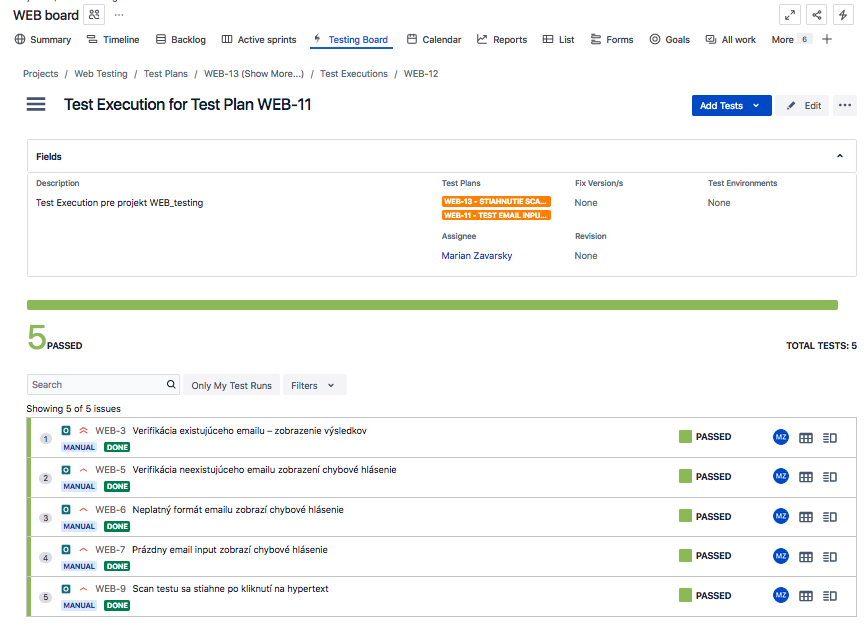 WEB board
Summary Timeline Backlog Active sprints Testing Board Calendar Reports List Forms Goals All work More 6
Projects / Web Testing / Test Plans / WEB-13 (Show More...) / Test Executions / WEB-12
Test Execution for Test Plan WEB-11
Add Tests Edit
Fields
Description Test Plans Fix Version/s Test Environments
Test Execution pre projekt WEB_testing WEB-13 - STIAHNUTIE SCA... None None
WEB-11 - TEST EMAIL INPU...
Assignee Revision
Marian Zavarsky None
5 PASSED TOTAL TESTS: 5
Search Only My Test Runs Filters
Showing 5 of 5 issues
1 WEB-3 Verifikácia existujúceho emailu – zobrazenie výsledkov PASSED MZ
MANUAL DONE
2 WEB-5 Verifikácia neexistujúceho emailu zobrazení chybové hlásenie PASSED MZ
MANUAL DONE
3 WEB-6 Neplatný formát emailu zobrazí chybové hlásenie PASSED MZ
MANUAL DONE
4 WEB-7 Prázdny email input zobrazí chybové hlásenie PASSED MZ
MANUAL DONE
5 WEB-9 Scan testu sa stiahne po kliknutí na hypertext PASSED MZ
MANUAL DONE